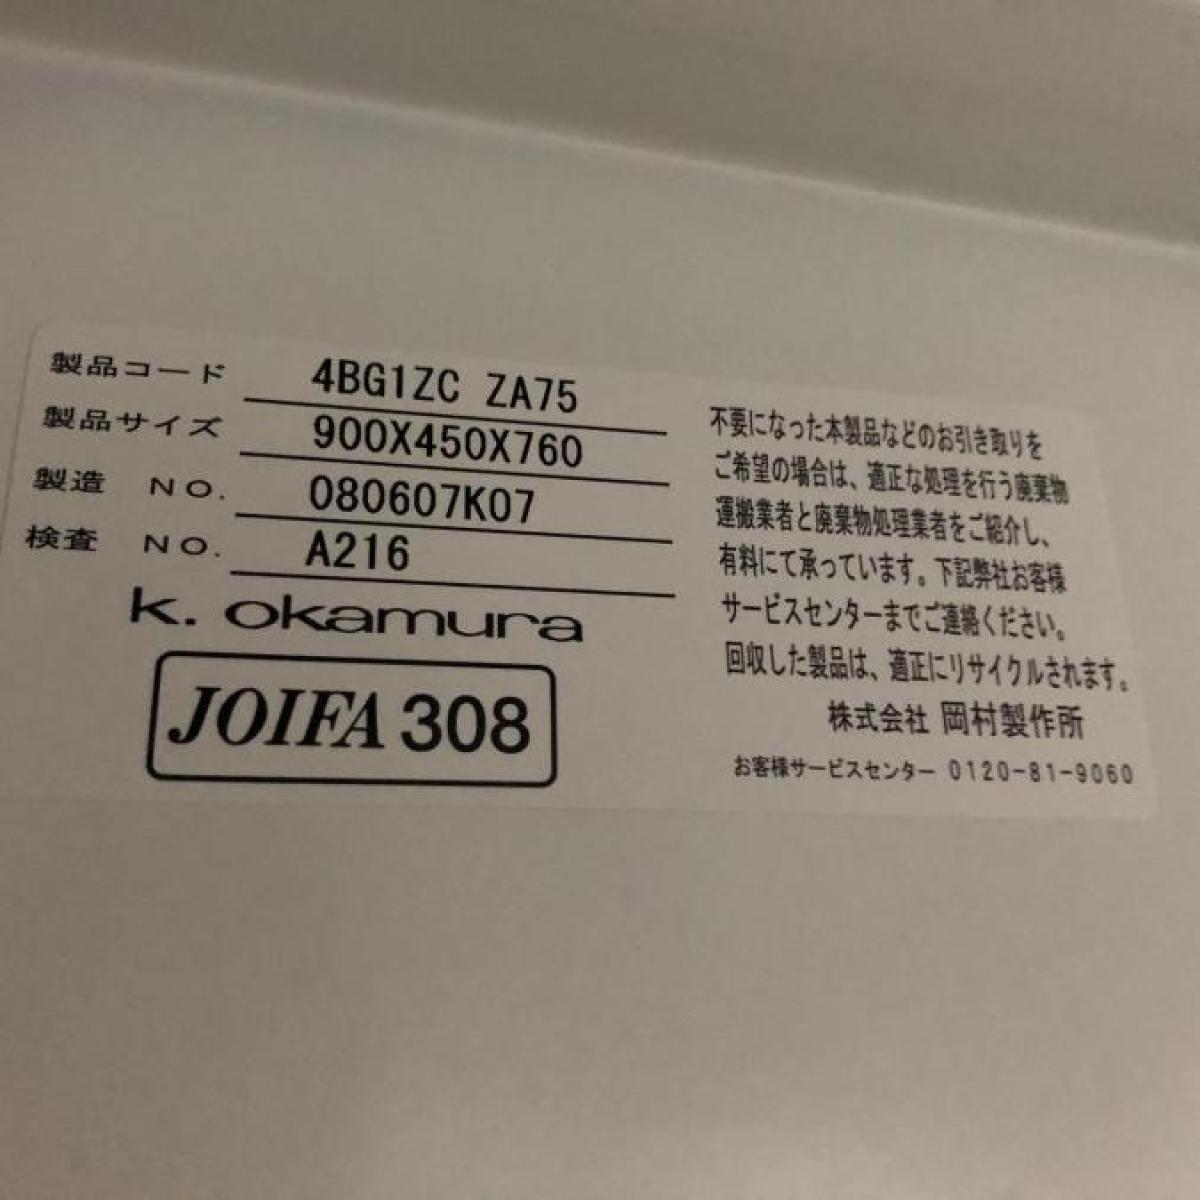 製品コード 4BG1ZC ZA75
製品サイズ 900X450X760
製造 NO. 080607K07
検査 NO. A216
k. okamura
JOIFA 308
不要になった本製品などのお引き取りを
ご希望の場合は、適正な処理を行う廃棄物
運搬業者と廃棄物処理業者をご紹介し、
有料にて承っています。下記弊社お客様
サービスセンターまでご連絡ください。
回収した製品は、適正にリサイクルされます。
株式会社 岡村製作所
お客様サービスセンター 0120-81-9060